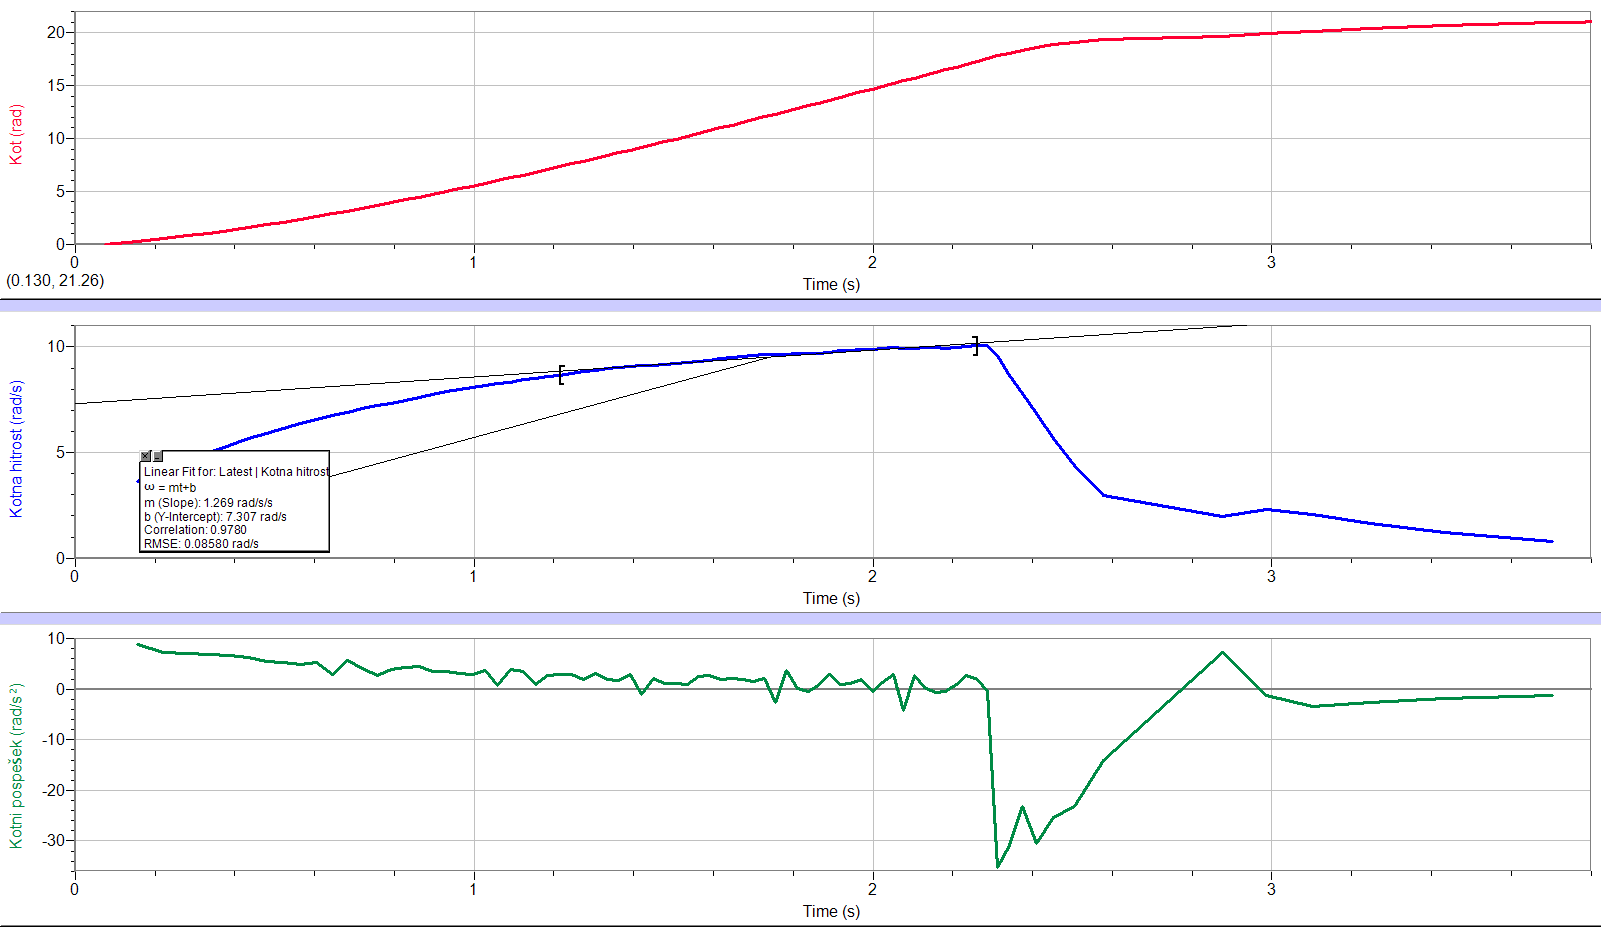 20
15
10
5
0
Kot (rad)
0
1
2
3
(0.130, 21.26)
Time (s)
10
5
0
Kotna hitrost (rad/s)
Linear Fit for: Latest | Kotna hitrost
ω = mt+b
m (Slope): 1.269 rad/s/s
b (Y-Intercept): 7.307 rad/s
Correlation: 0.9780
RMSE: 0.08580 rad/s
0
1
2
3
Time (s)
10
0
-10
-20
-30
Kotni pospešek (rad/s²)
0
1
2
3
Time (s)